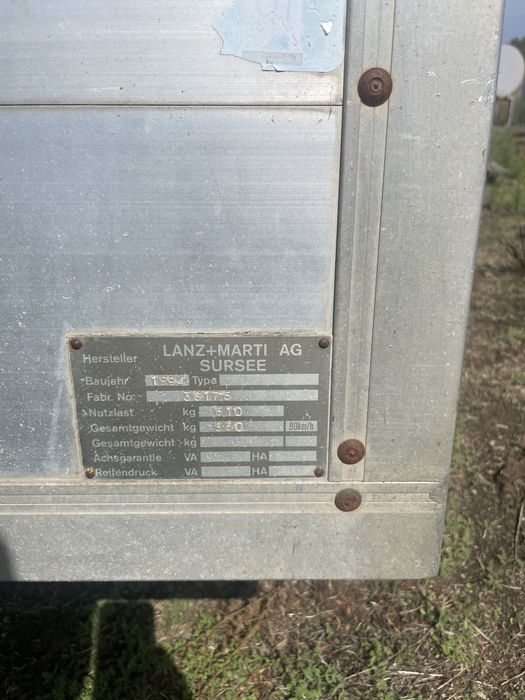 Hersteller LANZ+MARTI AG
SURSEE
Baujahr Type
Fabr. No.
Nutzlast kg 510
Gesamtgewicht kg 80km/h
Gesamtgewicht kg
Achsgarantie VA HA
Reifendruck VA HA